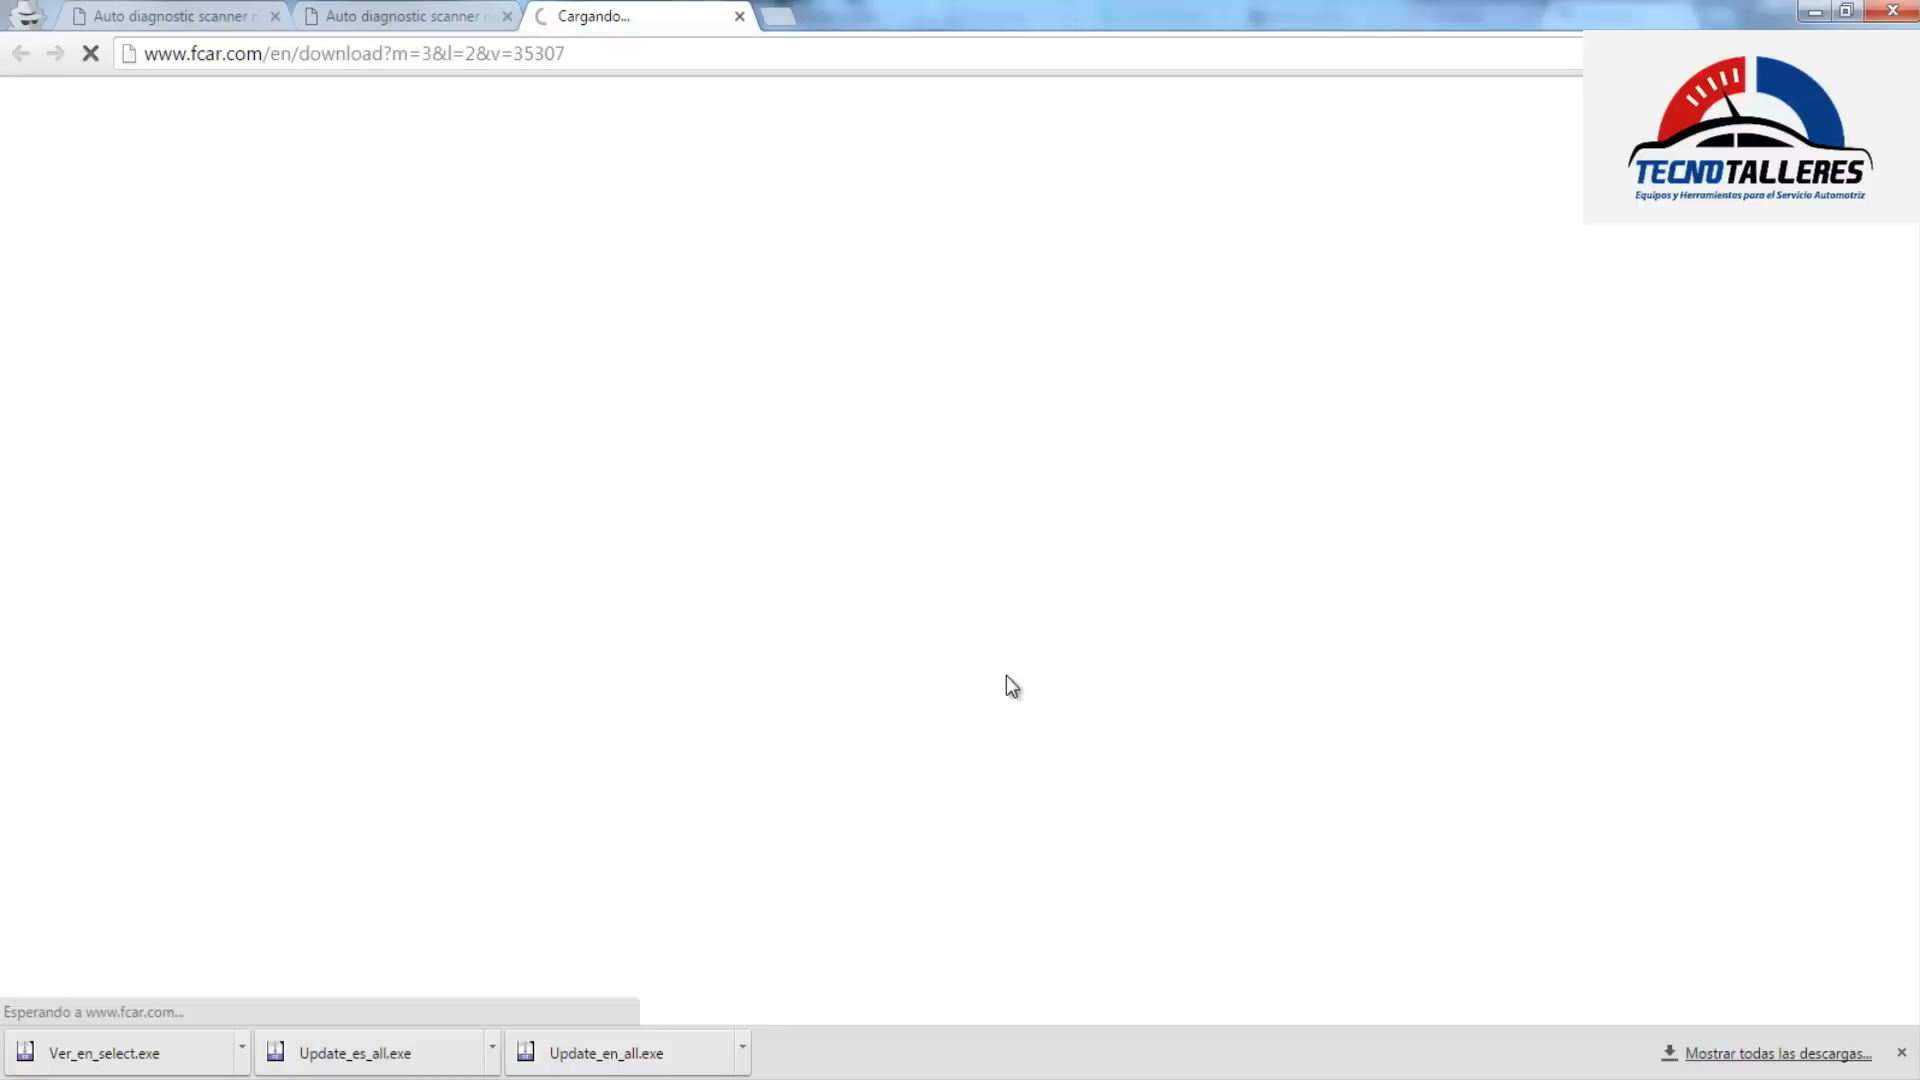 Auto diagnostic scanner
Auto diagnostic scanner
Cargando...
www.fcar.com/en/download?m=3&l=2&v=35307
TECNOTALLERES
Equipos y Herramientas para el Servicio Automotriz
Esperando a www.fcar.com...
Ver_en_select.exe
Update_es_all.exe
Update_en_all.exe
Mostrar todas las descargas...